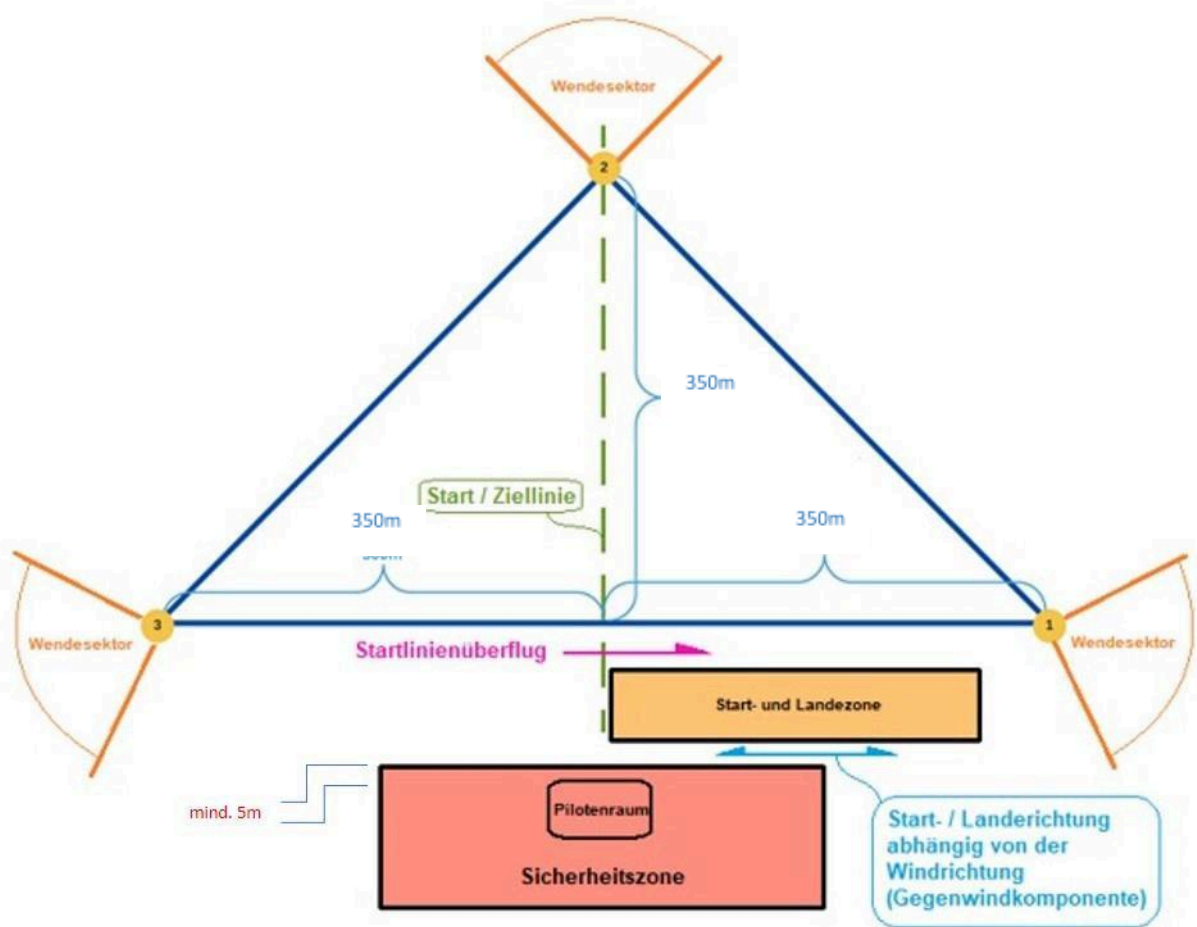 Wendesektor
2
350m
Start / Ziellinie
350m
350m
3
1
Wendesektor
Wendesektor
Startlinienüberflug
Start- und Landezone
mind. 5m
Pilotenraum
Sicherheitszone
Start- / Landerichtung
abhängig von der
Windrichtung
(Gegenwindkomponente)